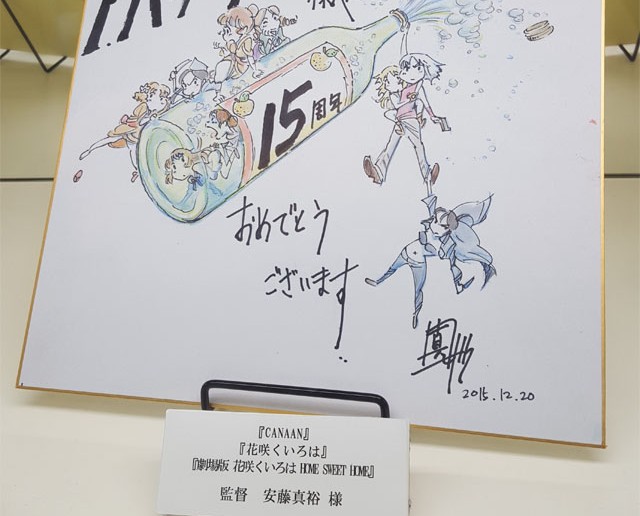 P.A.
様
15周年
おめでとう
ございます
2015.12.20
『CANAAN』
『花咲くいろは』
『劇場版 花咲くいろは HOME SWEET HOME』
監督 安藤真裕 様